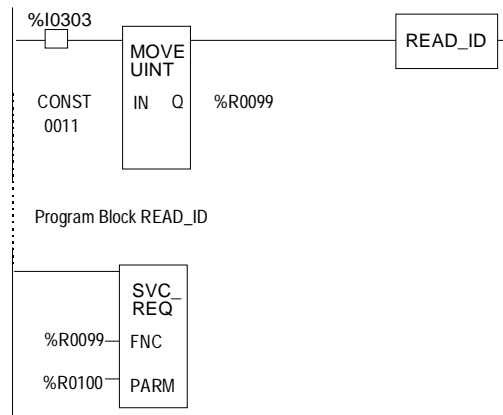 %I0303
READ_ID
MOVE
UINT
CONST
0011
IN Q
%R0099
Program Block READ_ID
SVC_
REQ
%R0099
FNC
%R0100
PARM